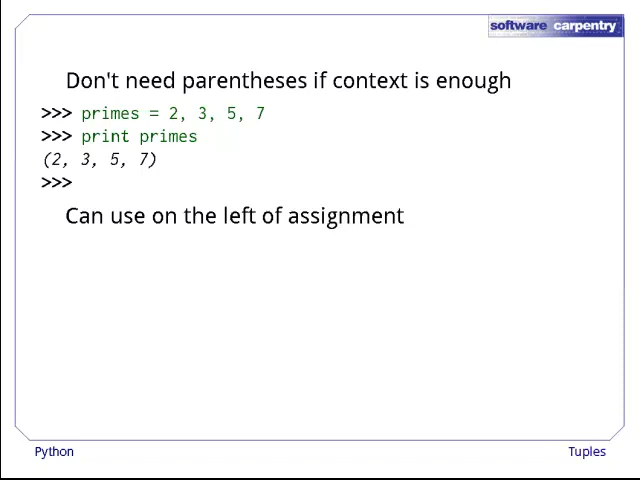 software carpentry
Don't need parentheses if context is enough
>>> primes = 2, 3, 5, 7
>>> print primes
(2, 3, 5, 7)
>>>
Can use on the left of assignment
Python
Tuples